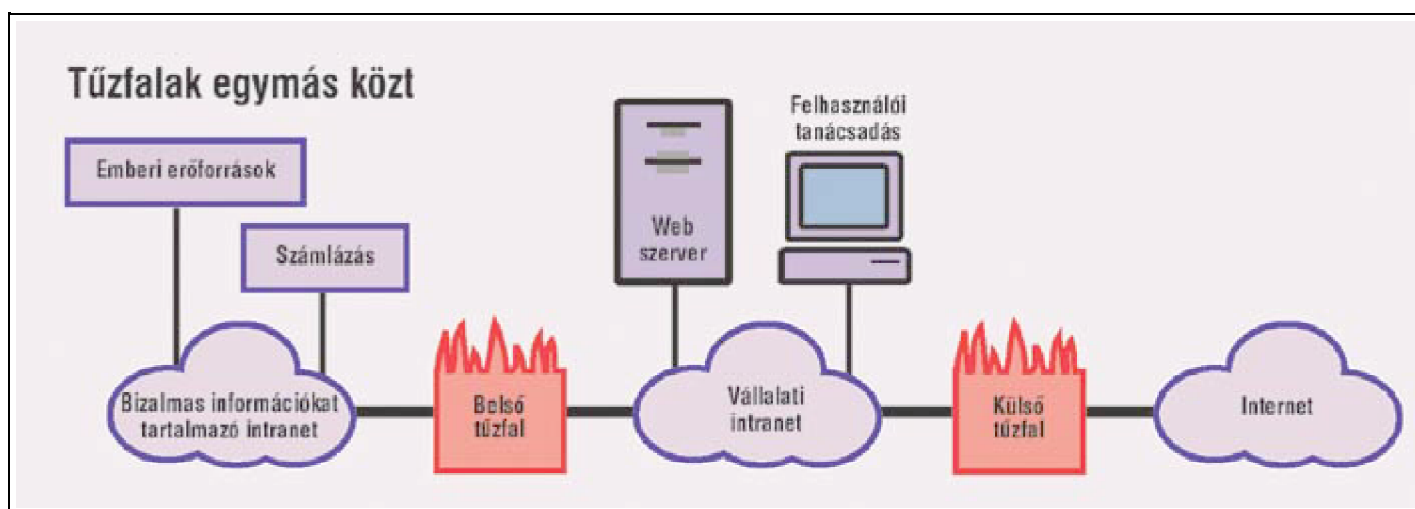 Tűzfalak egymás közt
Emberi erőforrások
Számlázás
Web
szerver
Felhasználói
tanácsadás
Bizalmas információkat
tartalmazó intranet
Belső
tűzfal
Vállalati
intranet
Külső
tűzfal
Internet